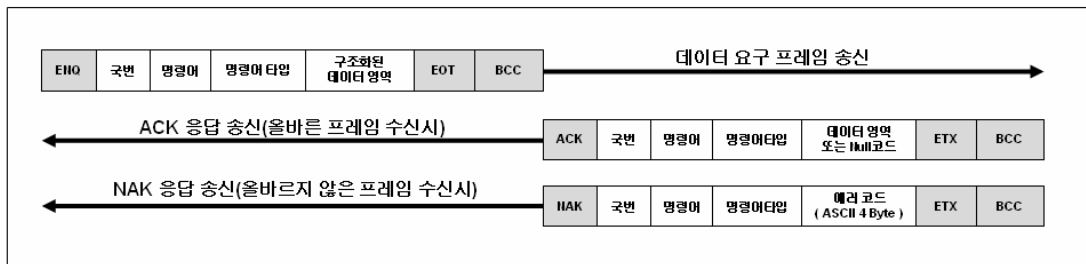 ENQ 국번 명령어 명령어 타입 구조화된 데이터 영역 EOT BCC 데이터 요구 프레임 송신
ACK 응답 송신(올바른 프레임 수신시) ACK 국번 명령어 명령어타입 데이터 영역 또는 Null코드 ETX BCC
NAK 응답 송신(올바르지 않은 프레임 수신시) NAK 국번 명령어 명령어타입 에러 코드 ( ASCII 4 Byte ) ETX BCC